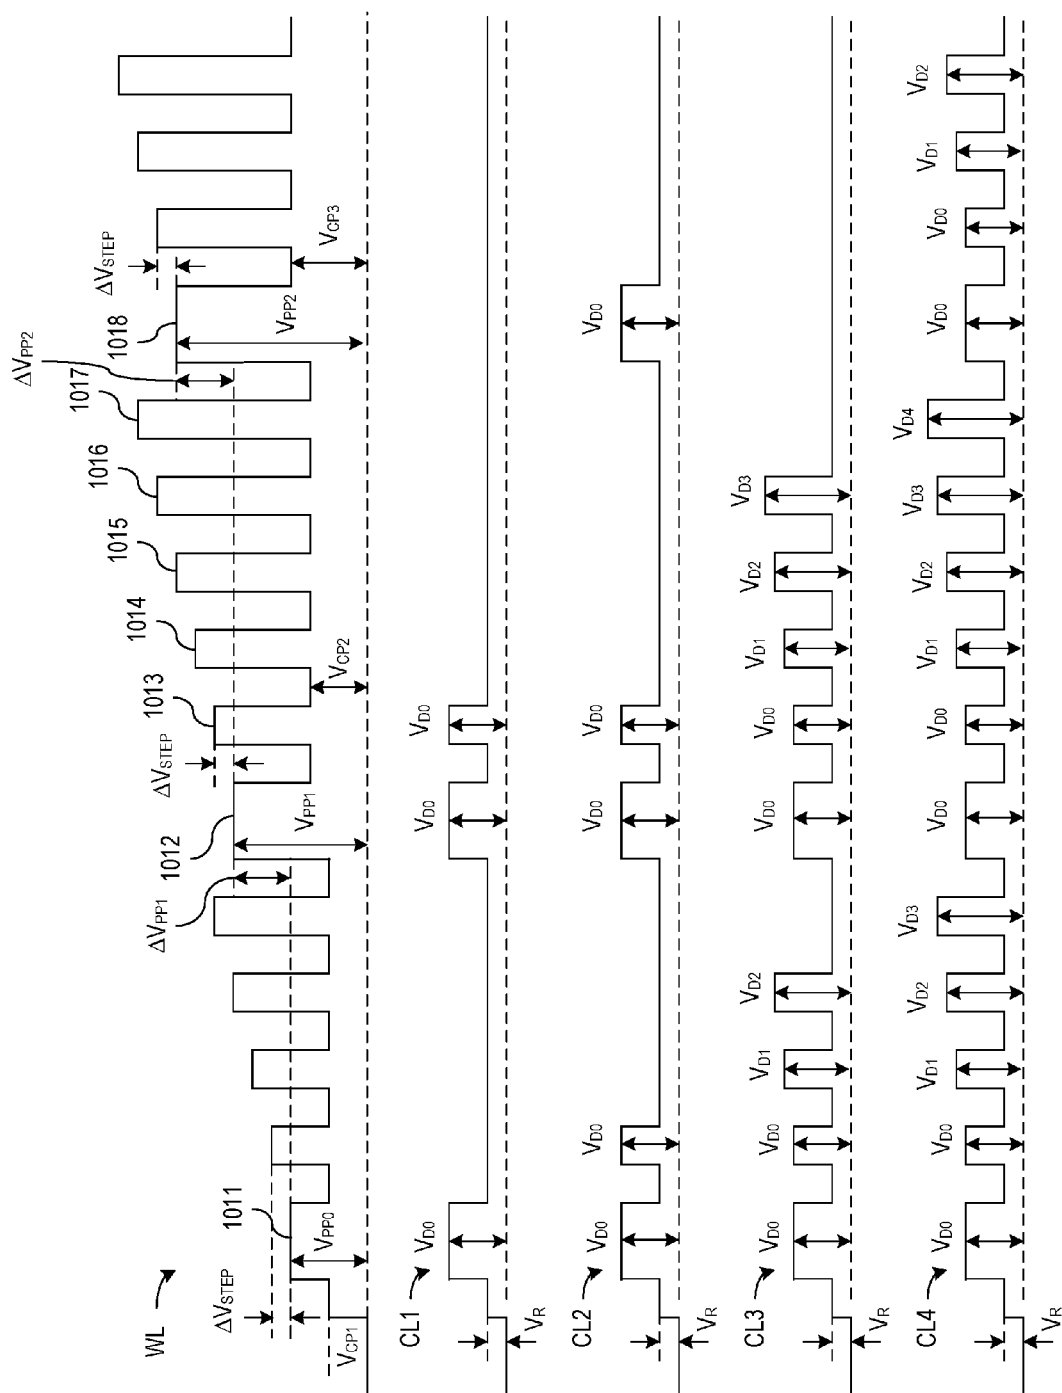 WL
ΔVSTEP
VCP1
1011
VPP0
ΔVPP1
1012
VPP1
ΔVSTEP
1013
VCP2
1014
1015
1016
1017
ΔVPP2
1018
VPP2
ΔVSTEP
VCP3
CL1
VR
VD0
VD0
VD0
CL2
VR
VD0
VD0
VD0
VD0
VD0
CL3
VR
VD0
VD0
VD1
VD2
VD0
VD0
VD1
VD2
VD3
CL4
VR
VD0
VD0
VD1
VD2
VD3
VD0
VD0
VD1
VD2
VD3
VD4
VD0
VD0
VD1
VD2